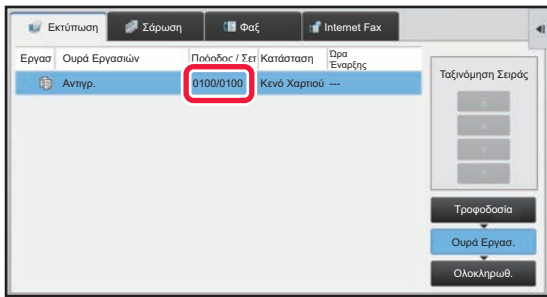 Εκτύπωση Σάρωση Φαξ Internet Fax
Εργασ Ουρά Εργασιών Πρόοδος / Σετ Κατάσταση Ώρα Έναρξης
Αντιγρ. 0100/0100 Κενό Χαρτιού ---
Ταξινόμηση Σειράς
Τροφοδοσία
Ουρά Εργασ.
Ολοκληρωθ.